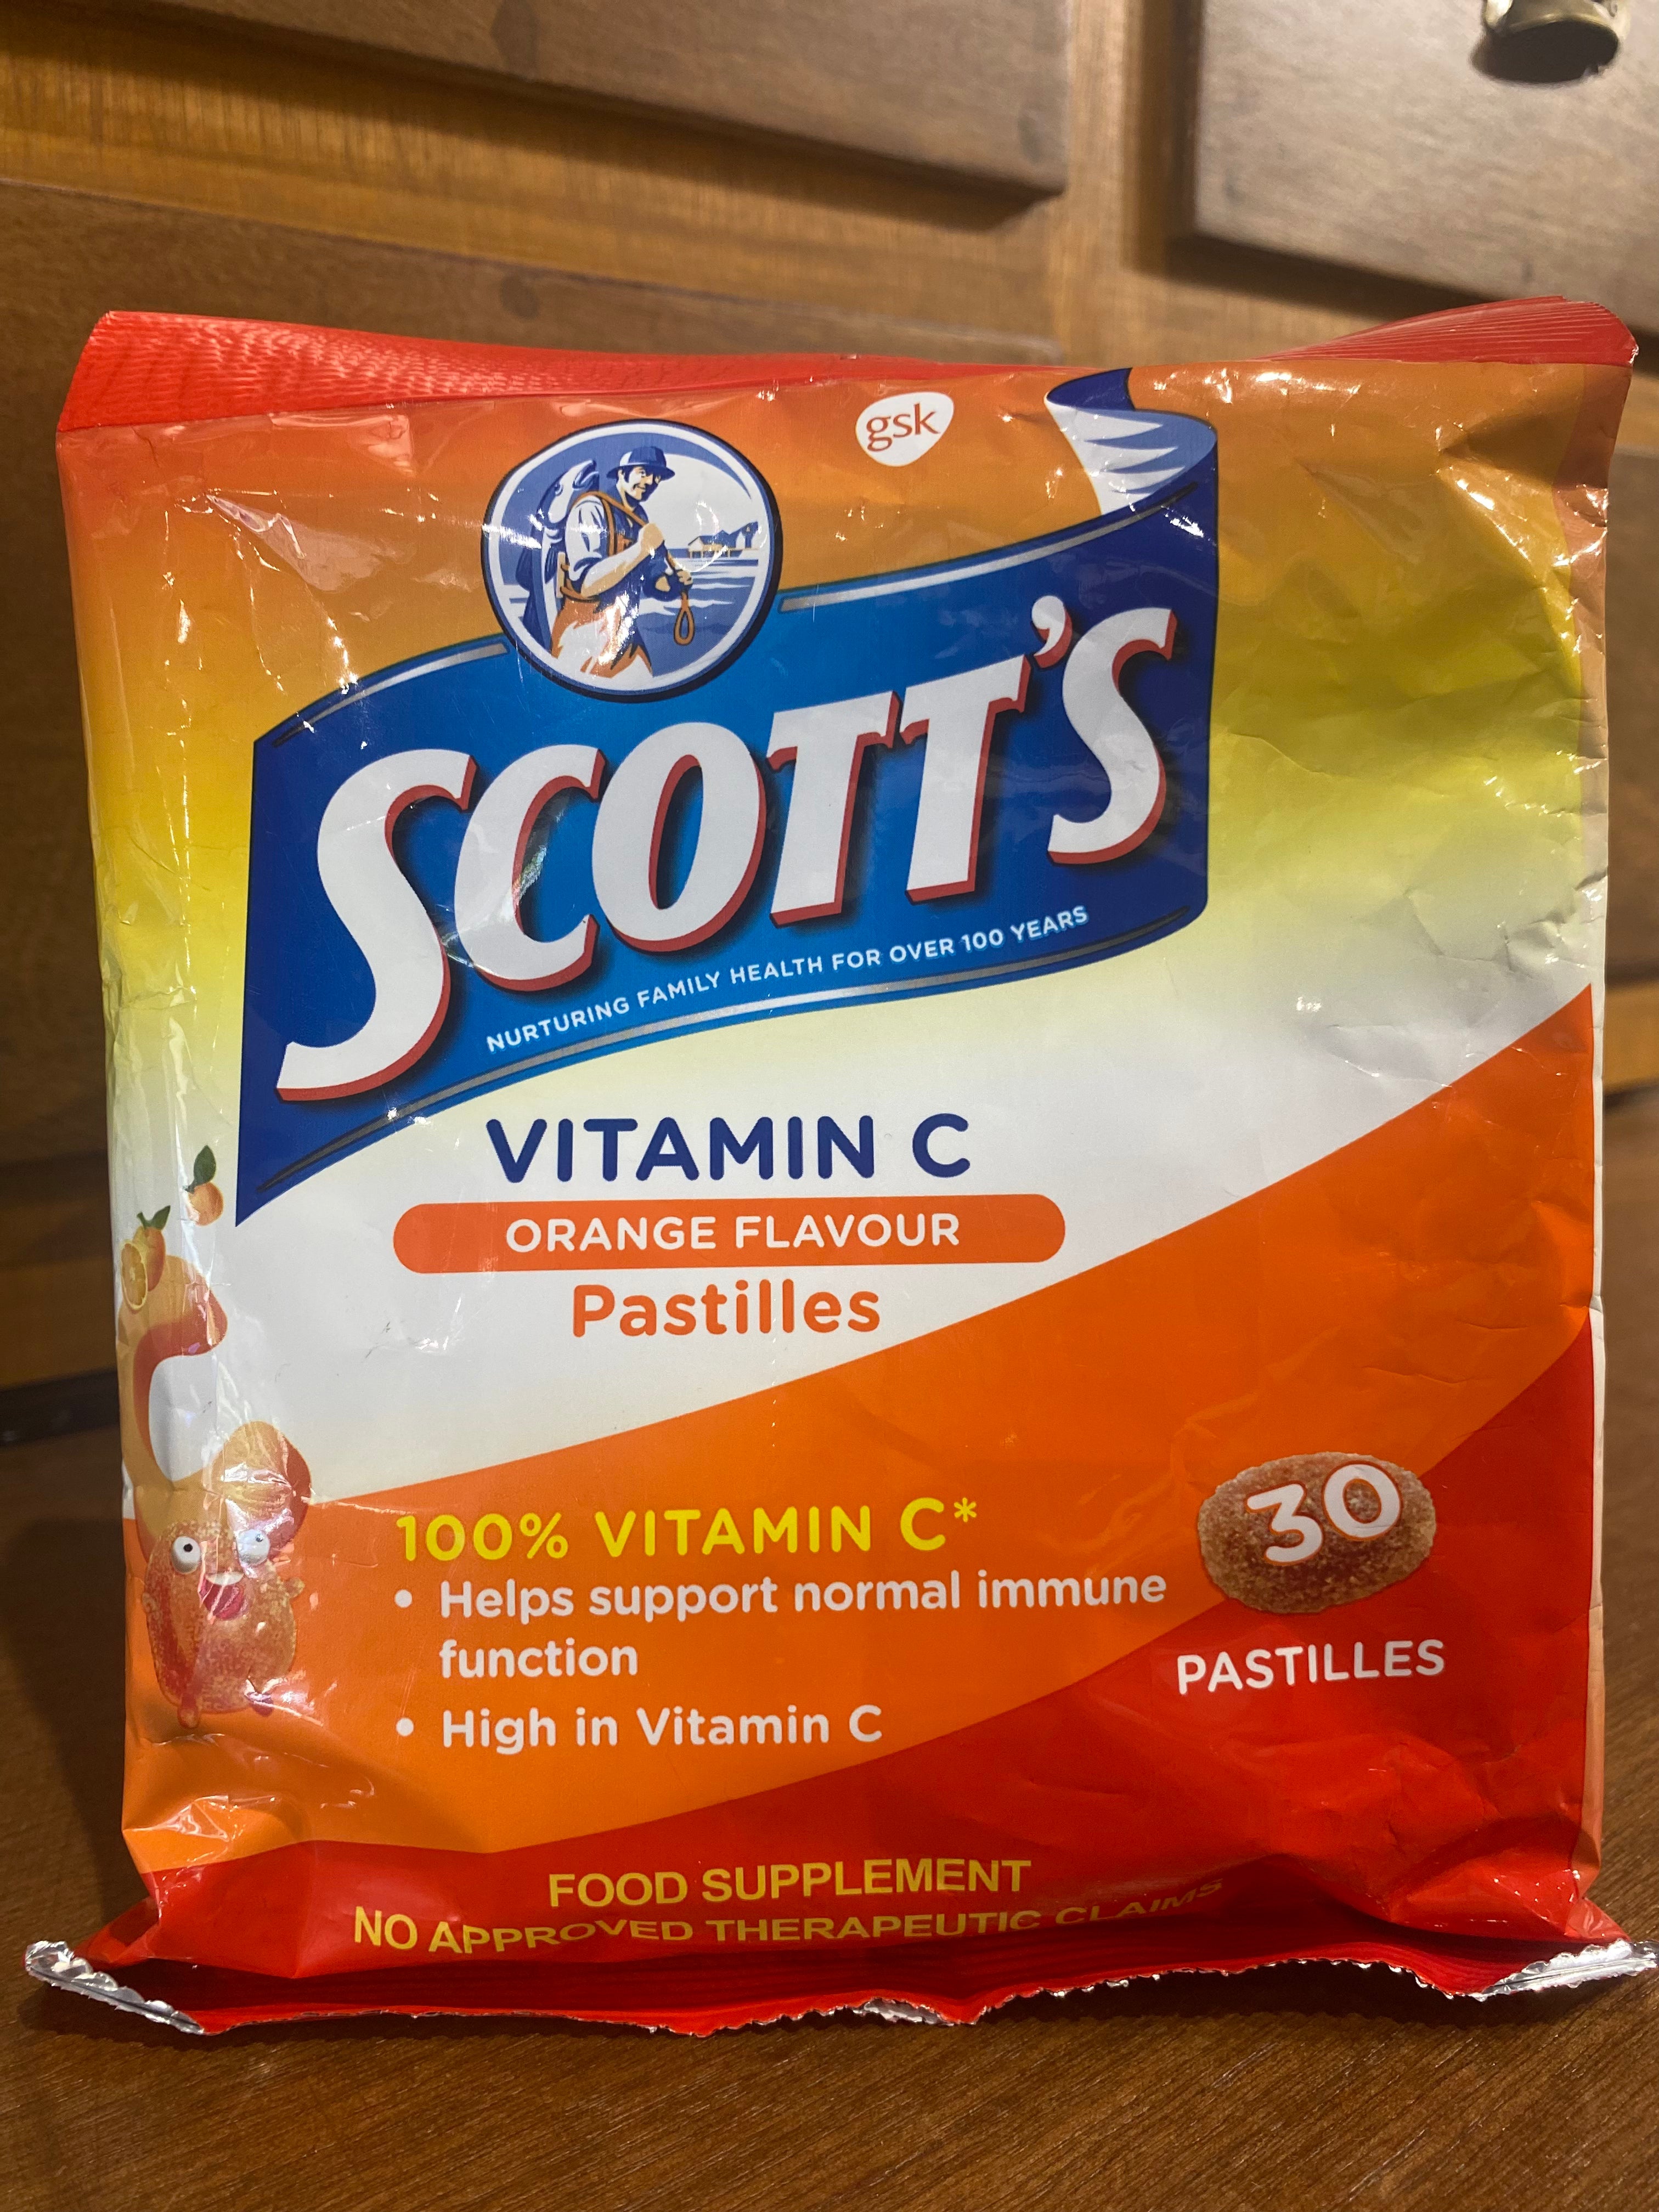 gsk
SCOTT'S
NURTURING FAMILY HEALTH FOR OVER 100 YEARS
VITAMIN C
ORANGE FLAVOUR
Pastilles
100% VITAMIN C*
• Helps support normal immune
function
• High in Vitamin C
30
PASTILLES
FOOD SUPPLEMENT
NO APPROVED THERAPEUTIC CLAIMS